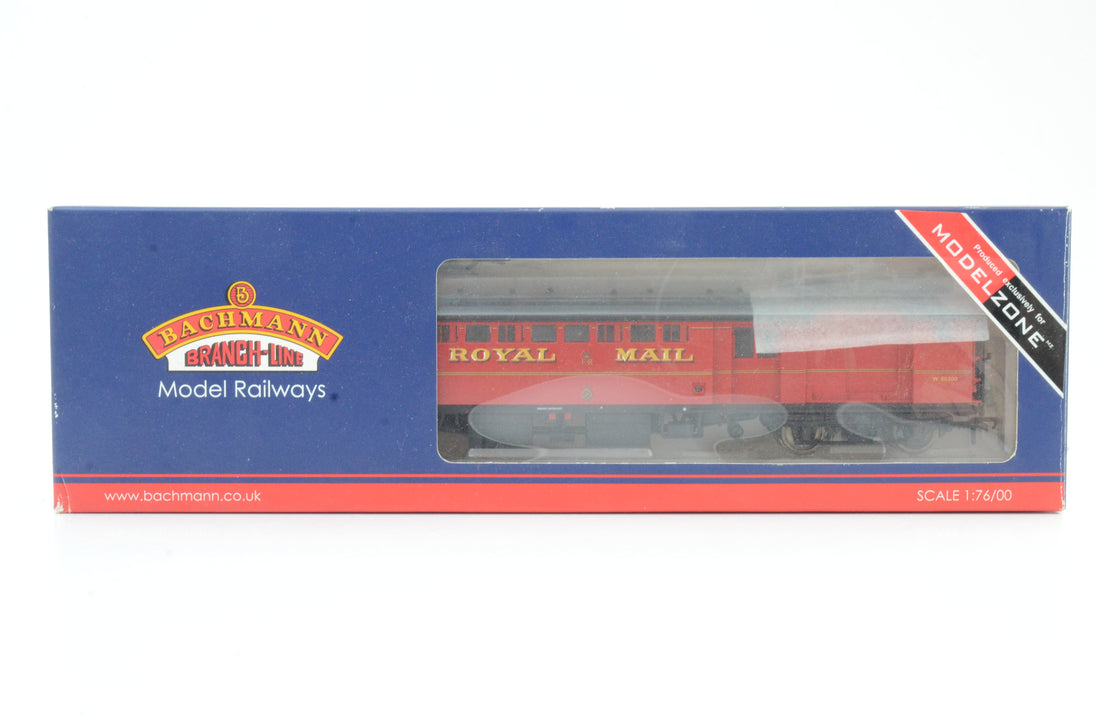 B
BACHMANN
BRANCH-LINE
Model Railways
Produced exclusively for
MODELZONE
ROYAL MAIL
www.bachmann.co.uk
SCALE 1:76/00